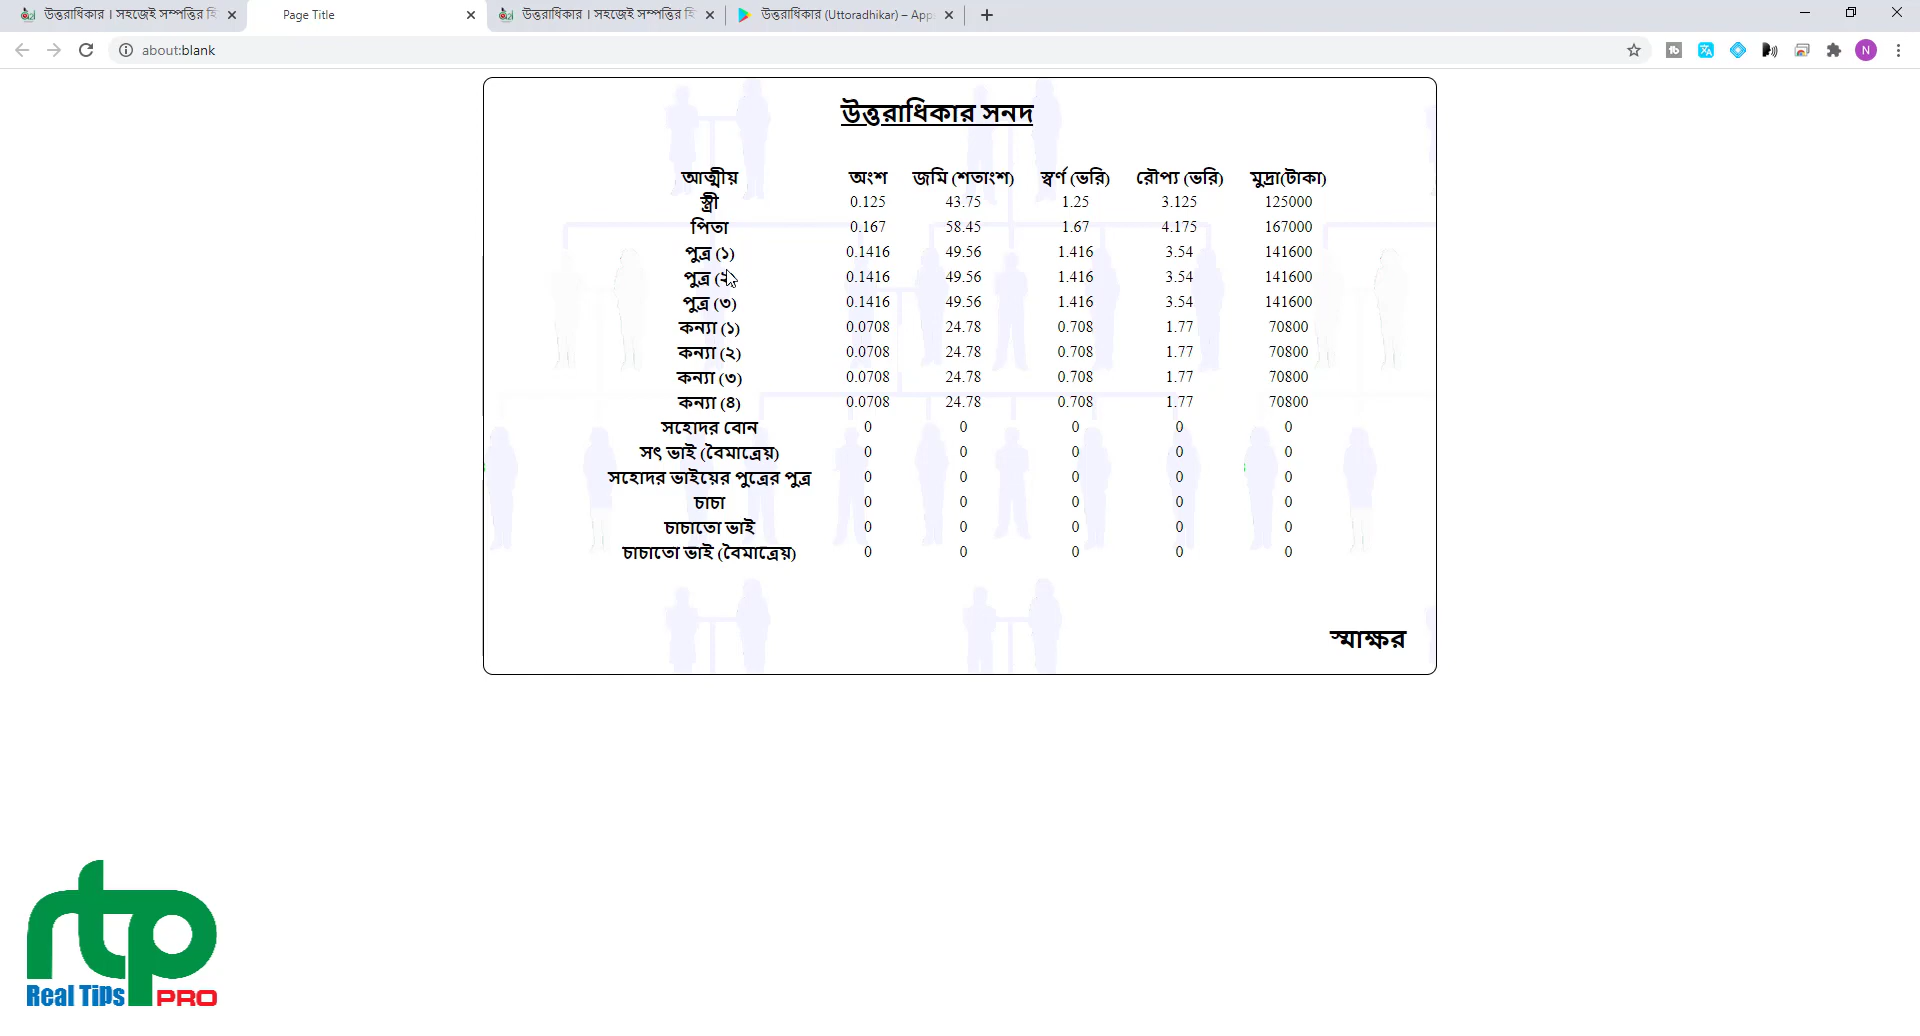 উত্তরাধিকার । সহজেই সম্পত্তির হি
Page Title
উত্তরাধিকার । সহজেই সম্পত্তির হি
উত্তরাধিকার (Uttoradhikar) – App
about:blank
N
উত্তরাধিকার সনদ
আত্মীয় অংশ জমি (শতাংশ) স্বর্ণ (ভরি) রৌপ্য (ভরি) মুদ্রা(টাকা)
স্ত্রী 0.125 43.75 1.25 3.125 125000
পিতা 0.167 58.45 1.67 4.175 167000
পুত্র (১) 0.1416 49.56 1.416 3.54 141600
পুত্র (২) 0.1416 49.56 1.416 3.54 141600
পুত্র (৩) 0.1416 49.56 1.416 3.54 141600
কন্যা (১) 0.0708 24.78 0.708 1.77 70800
কন্যা (২) 0.0708 24.78 0.708 1.77 70800
কন্যা (৩) 0.0708 24.78 0.708 1.77 70800
কন্যা (৪) 0.0708 24.78 0.708 1.77 70800
সহোদর বোন 0 0 0 0 0
সৎ ভাই (বৈমাত্রেয়) 0 0 0 0 0
সহোদর ভাইয়ের পুত্রের পুত্র 0 0 0 0 0
চাচা 0 0 0 0 0
চাচাতো ভাই 0 0 0 0 0
চাচাতো ভাই (বৈমাত্রেয়) 0 0 0 0 0
স্মাক্ষর
rtp
Real Tips PRO